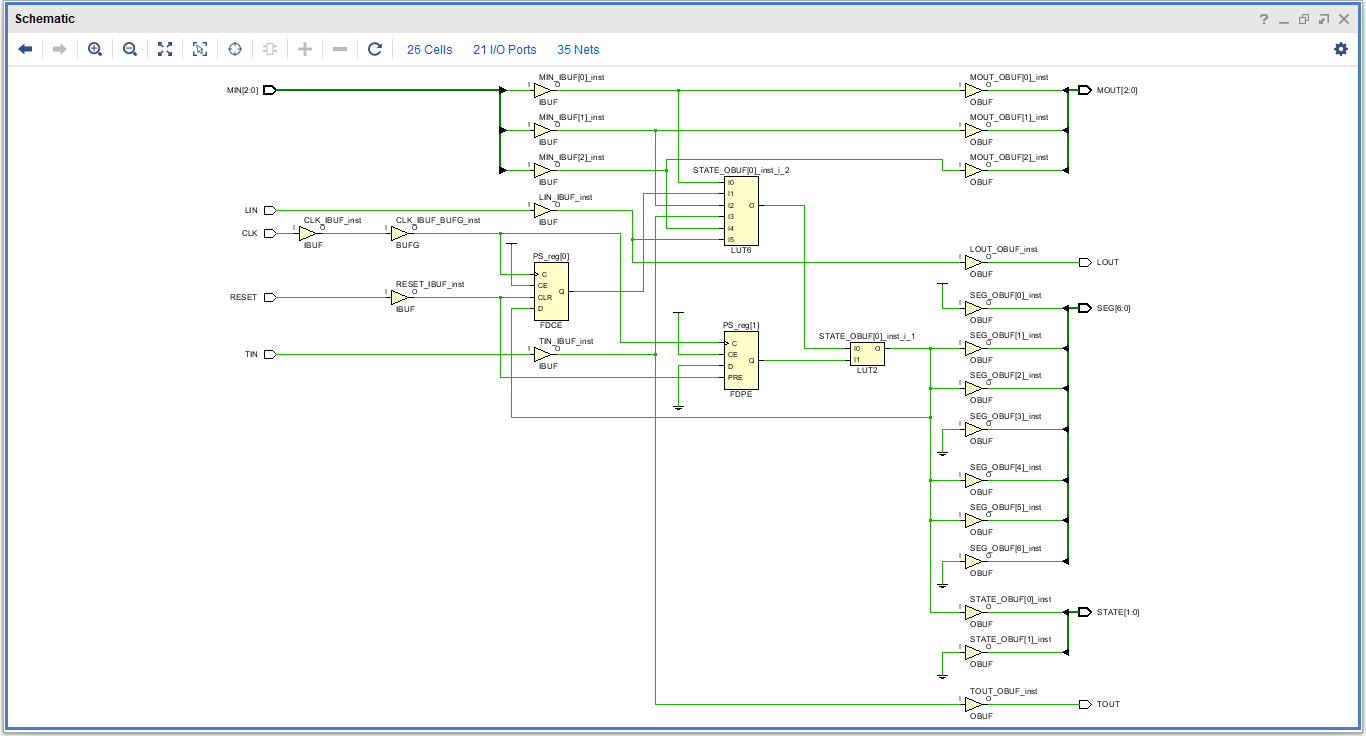 Schematic
?
26 Cells 21 I/O Ports 35 Nets
MIN[2:0]
MIN_IBUF[0]_inst
I O
IBUF
MIN_IBUF[1]_inst
I O
IBUF
MIN_IBUF[2]_inst
I O
IBUF
LIN
LIN_IBUF_inst
I O
IBUF
CLK
CLK_IBUF_inst
I O
IBUF
CLK_IBUF_BUFG_inst
I O
BUFG
RESET
RESET_IBUF_inst
I O
IBUF
TIN
TIN_IBUF_inst
I O
IBUF
PS_reg[0]
C
CE
CLR
D
Q
FDCE
STATE_OBUF[0]_inst_i_2
I0
I1
I2
I3
I4
I5
O
LUT6
PS_reg[1]
C
CE
D
PRE
Q
FDPE
STATE_OBUF[0]_inst_i_1
I0 O
I1
LUT2
MOUT_OBUF[0]_inst
I O
OBUF
MOUT[2:0]
MOUT_OBUF[1]_inst
I O
OBUF
MOUT_OBUF[2]_inst
I O
OBUF
LOUT_OBUF_inst
I O
OBUF
LOUT
SEG_OBUF[0]_inst
I O
OBUF
SEG[6:0]
SEG_OBUF[1]_inst
I O
OBUF
SEG_OBUF[2]_inst
I O
OBUF
SEG_OBUF[3]_inst
I O
OBUF
SEG_OBUF[4]_inst
I O
OBUF
SEG_OBUF[5]_inst
I O
OBUF
SEG_OBUF[6]_inst
I O
OBUF
STATE_OBUF[0]_inst
I O
OBUF
STATE[1:0]
STATE_OBUF[1]_inst
I O
OBUF
TOUT_OBUF_inst
I O
OBUF
TOUT